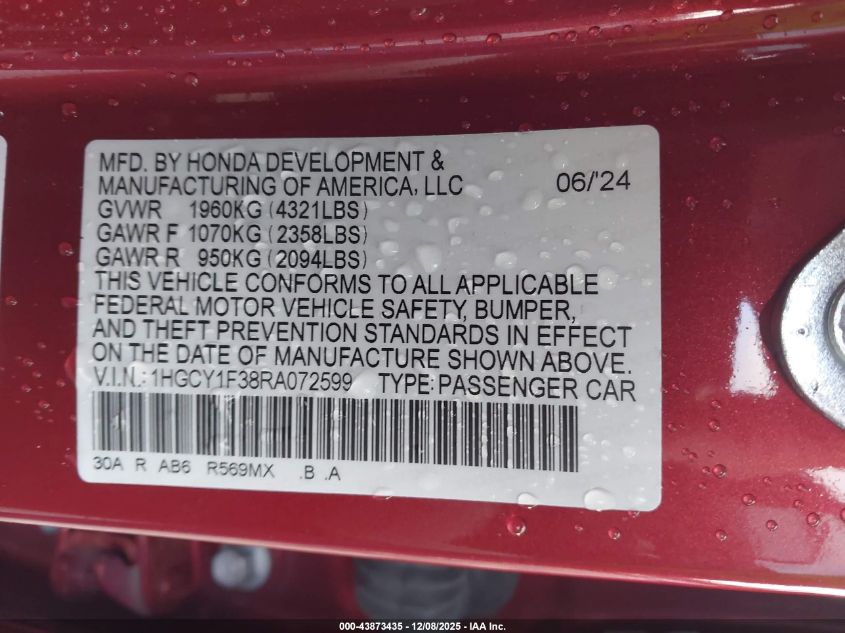 MFD. BY HONDA DEVELOPMENT &
MANUFACTURING OF AMERICA, LLC 06/'24
GVWR 1960KG (4321LBS)
GAWR F 1070KG (2358LBS)
GAWR R 950KG (2094LBS)
THIS VEHICLE CONFORMS TO ALL APPLICABLE
FEDERAL MOTOR VEHICLE SAFETY, BUMPER,
AND THEFT PREVENTION STANDARDS IN EFFECT
ON THE DATE OF MANUFACTURE SHOWN ABOVE.
V.I.N.:1HGCY1F38RA072599 TYPE:PASSENGER CAR
30A R AB6 R569MX .B .A
000-43873435 - 12/08/2025 - IAA Inc.